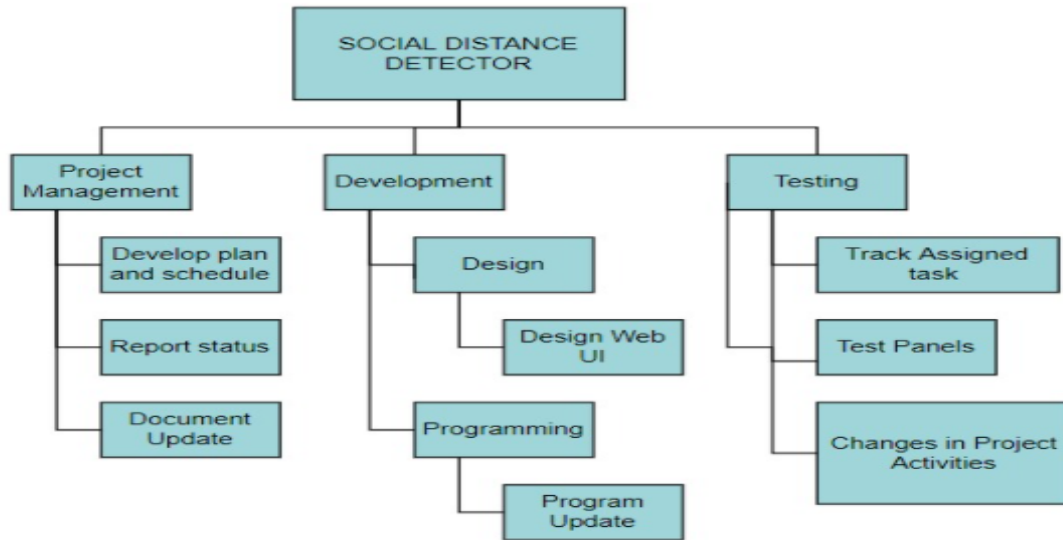 SOCIAL DISTANCE
DETECTOR
Project
Management
Development
Testing
Develop plan
and schedule
Design
Track Assigned
task
Report status
Design Web
UI
Test Panels
Document
Update
Programming
Changes in Project
Activities
Program
Update